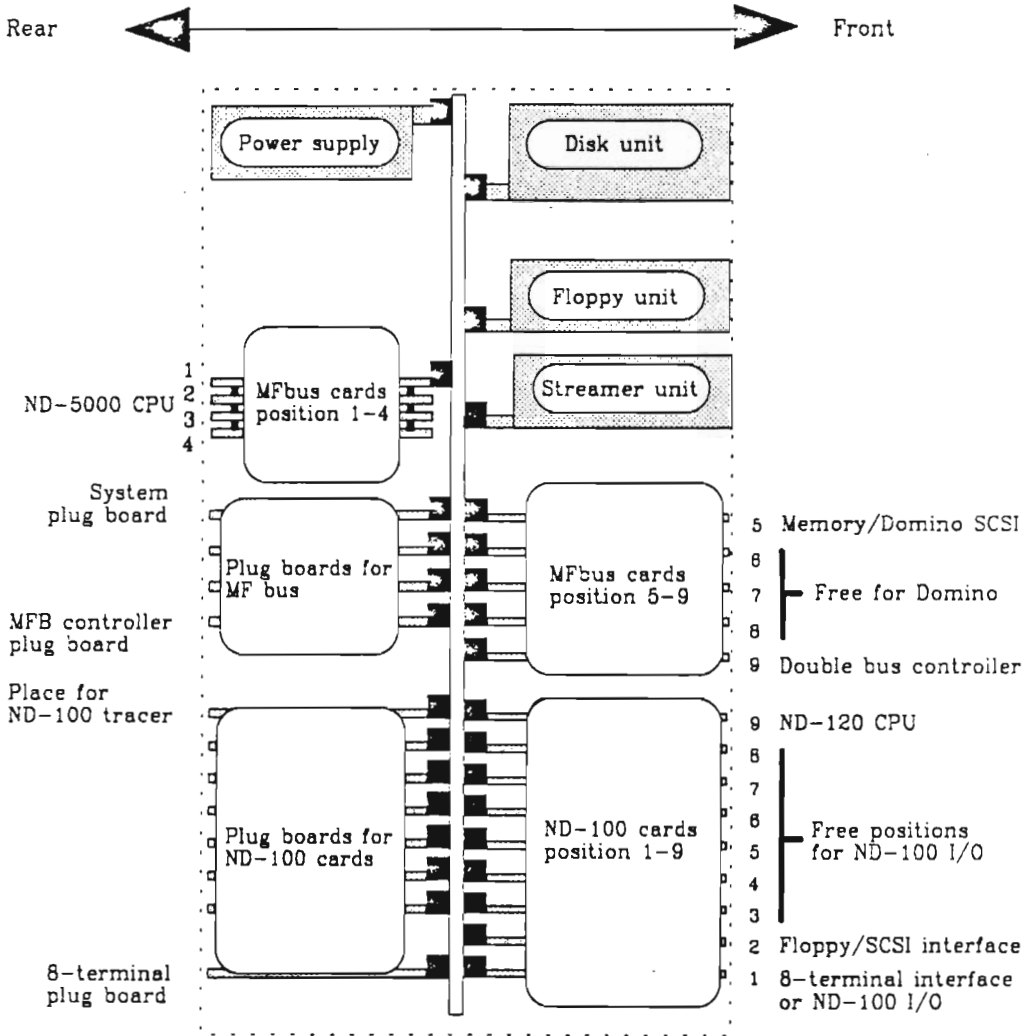 Rear
Front
Power supply
Disk unit
Floppy unit
Streamer unit
ND-5000 CPU
1
2
3
4
MFbus cards
position 1-4
System
plug board
Plug boards for
MF bus
MFB controller
plug board
MFbus cards
position 5-9
5 Memory/Domino SCSI
6
7
8
Free for Domino
9 Double bus controller
Place for
ND-100 tracer
Plug boards for
ND-100 cards
8-terminal
plug board
ND-100 cards
position 1-9
9 ND-120 CPU
8
7
6
5
4
3
Free positions
for ND-100 I/O
2 Floppy/SCSI interface
1 8-terminal interface
or ND-100 I/O